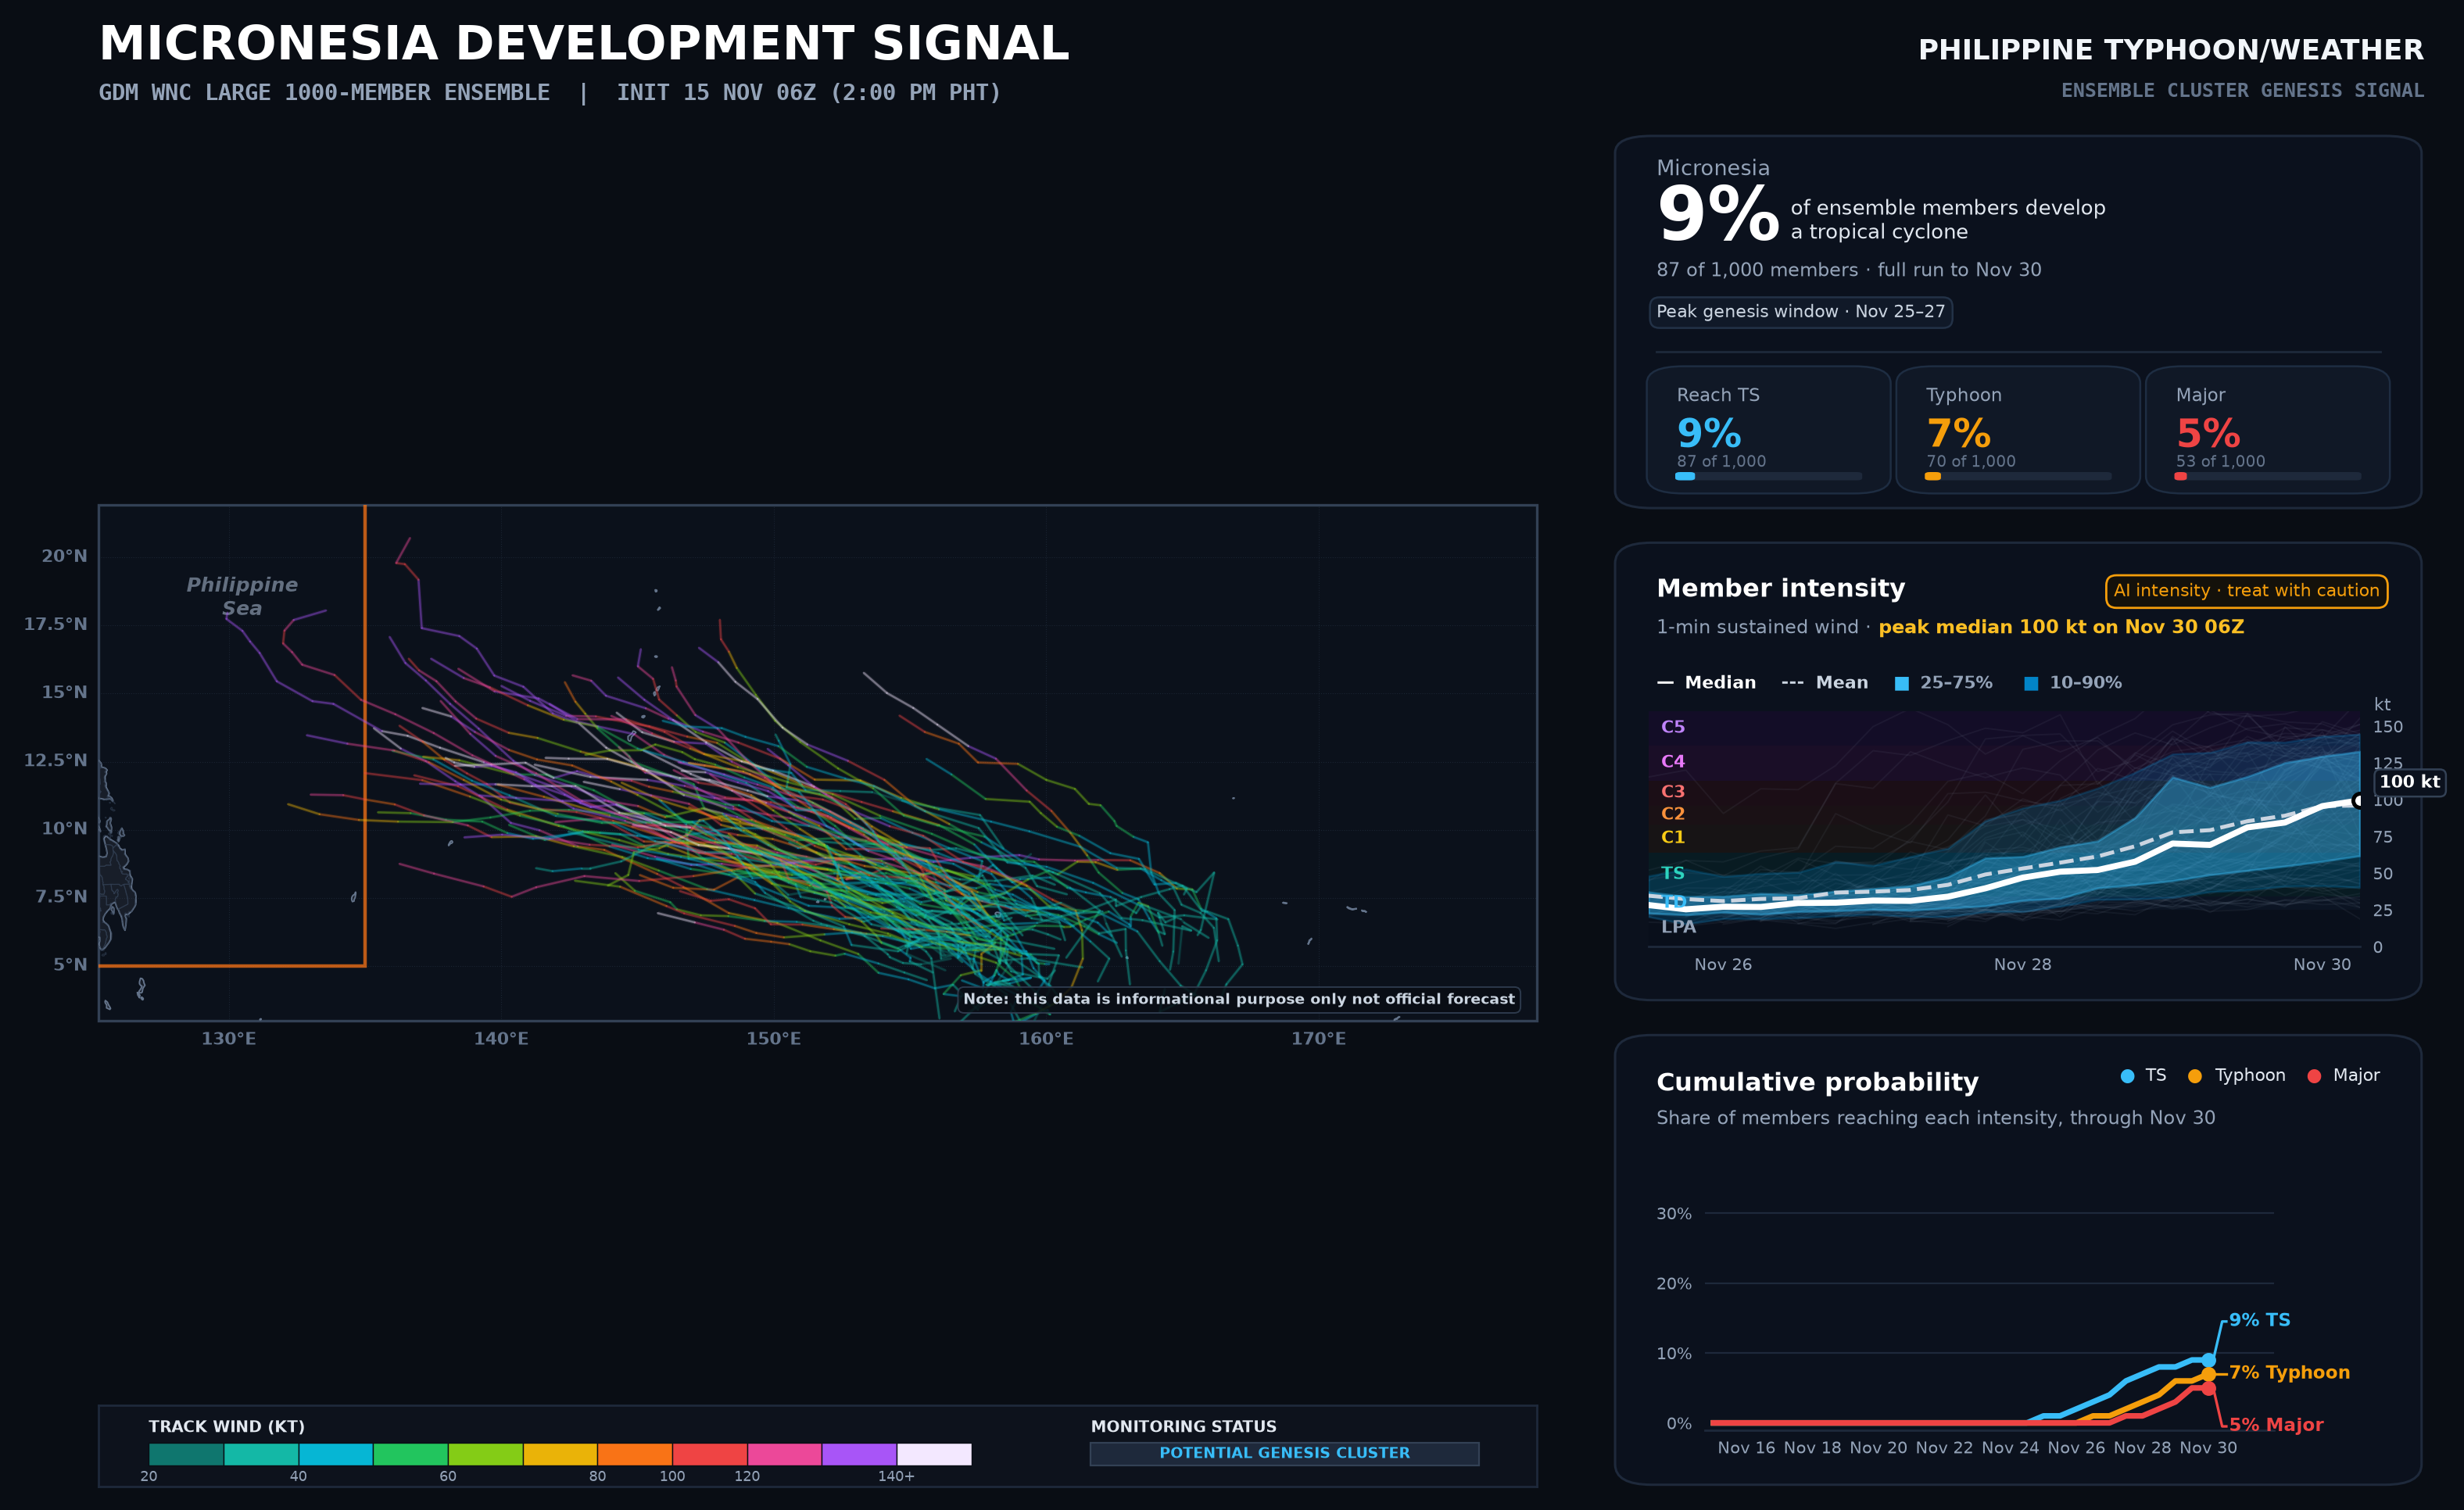 MICRONESIA DEVELOPMENT SIGNAL
GDM WNC LARGE 1000-MEMBER ENSEMBLE | INIT 15 NOV 06Z (2:00 PM PHT)
PHILIPPINE TYPHOON/WEATHER
ENSEMBLE CLUSTER GENESIS SIGNAL
Philippine
Sea
20°N
17.5°N
15°N
12.5°N
10°N
7.5°N
5°N
130°E 140°E 150°E 160°E 170°E
Note: this data is informational purpose only not official forecast
TRACK WIND (KT)
20 40 60 80 100 120 140+
MONITORING STATUS
POTENTIAL GENESIS CLUSTER
Micronesia
9% of ensemble members develop
a tropical cyclone
87 of 1,000 members · full run to Nov 30
Peak genesis window · Nov 25–27
Reach TS
9%
87 of 1,000
Typhoon
7%
70 of 1,000
Major
5%
53 of 1,000
Member intensity
AI intensity · treat with caution
1-min sustained wind · peak median 100 kt on Nov 30 06Z
Median Mean 25–75% 10–90%
kt
C5
C4
C3
C2
C1
TS
TD
LPA
150
125
100 kt
100
75
50
25
0
Nov 26 Nov 28 Nov 30
Cumulative probability
TS Typhoon Major
Share of members reaching each intensity, through Nov 30
30%
20%
10%
0%
9% TS
7% Typhoon
5% Major
Nov 16 Nov 18 Nov 20 Nov 22 Nov 24 Nov 26 Nov 28 Nov 30